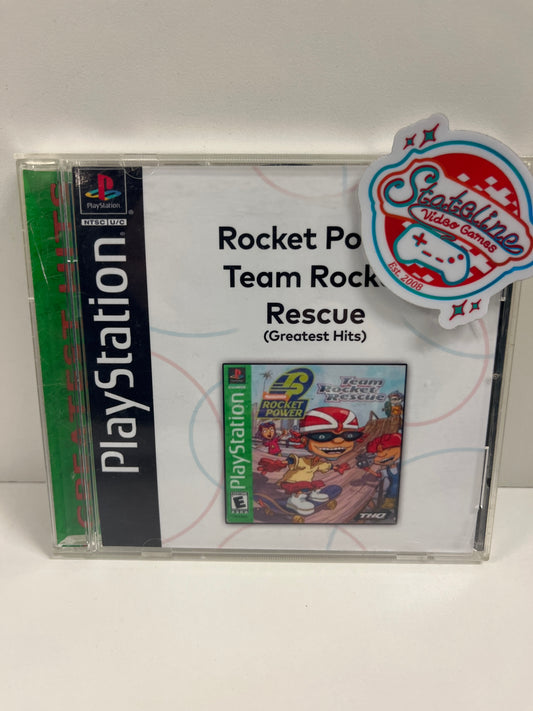 GREATEST HITS
PlayStation
NTSC U/C
PlayStation
Rocket Po
Team Rocke
Rescue
(Greatest Hits)
Stateline
Video Games
Est. 2008
PlayStation
ROCKET
POWER
Team
Rocket
Rescue
E
THQ